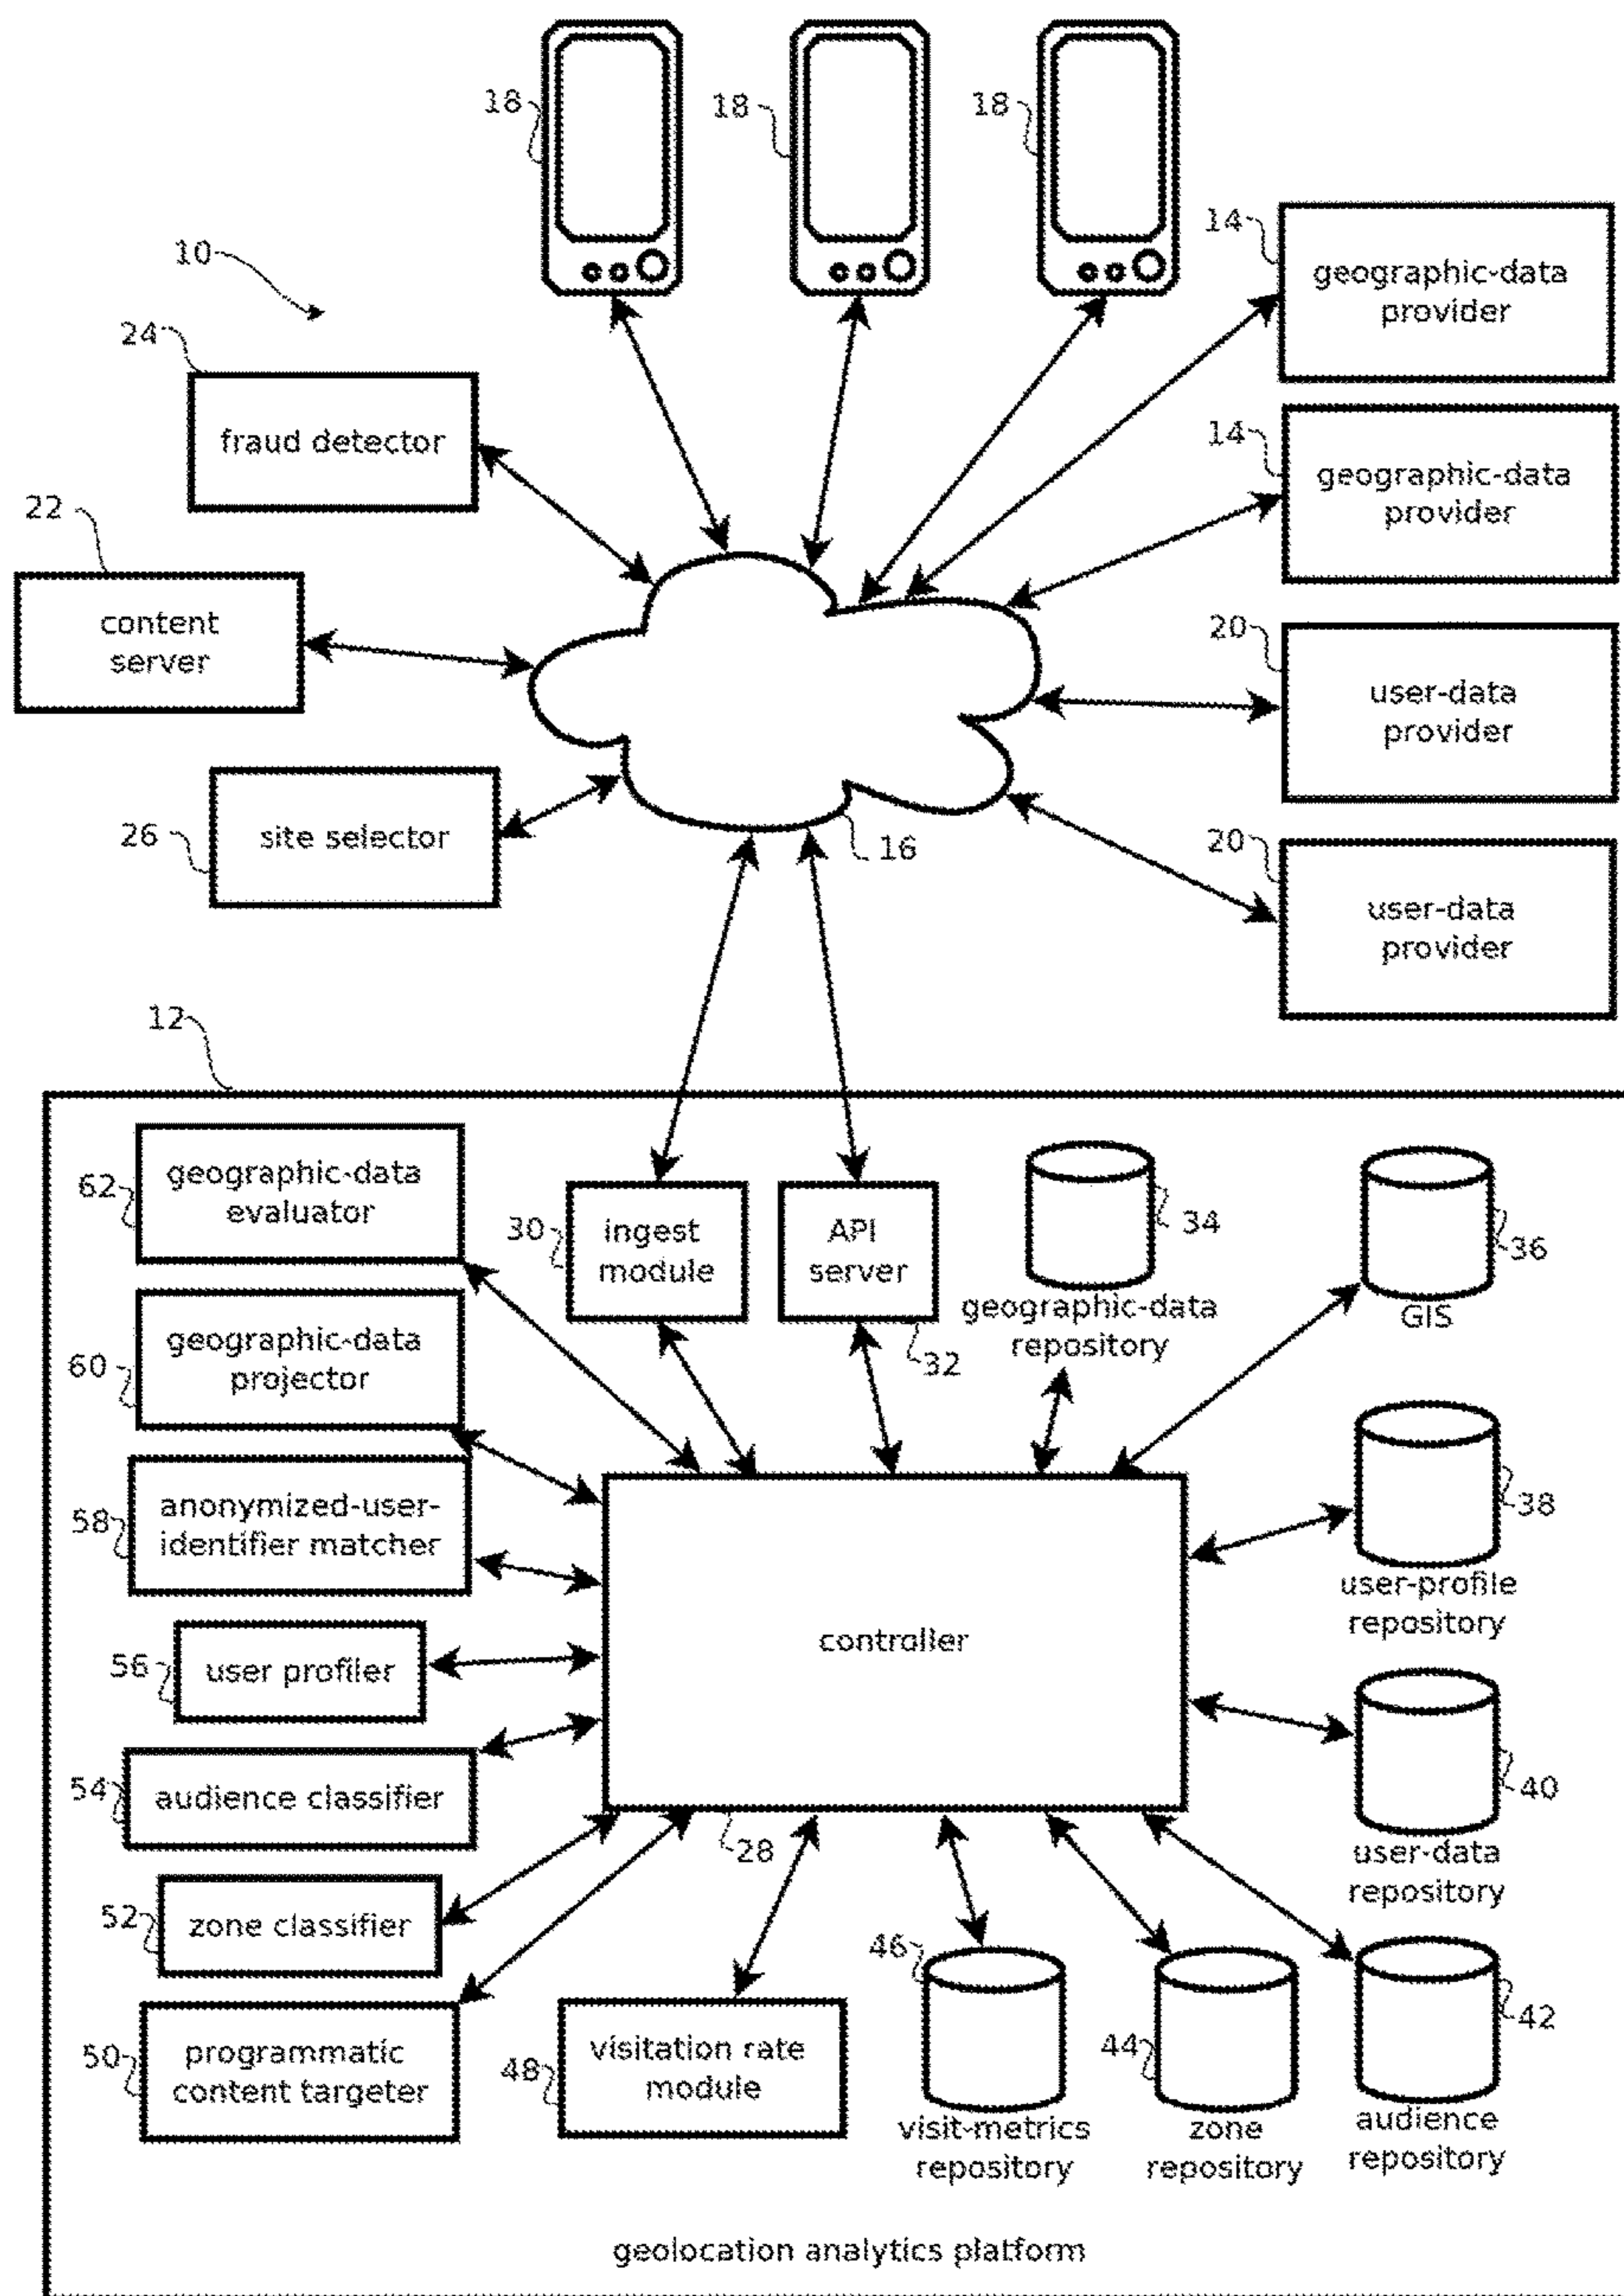 18
18
18
10
14
geographic-data
provider
24
fraud detector
14
geographic-data
provider
22
content
server
20
user-data
provider
26
site selector
16
20
user-data
provider
12
62
geographic-data
evaluator
30
ingest
module
API
server
32
34
geographic-data
repository
36
GIS
60
geographic-data
projector
58
anonymized-user-
identifier matcher
38
user-profile
repository
controller
28
56
user profiler
40
user-data
repository
54
audience classifier
52
zone classifier
50
programmatic
content targeter
48
visitation rate
module
46
visit-metrics
repository
44
zone
repository
42
audience
repository
geolocation analytics platform